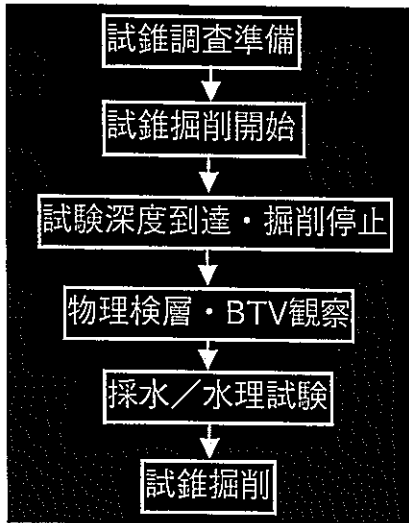 試錐調査準備
試錐掘削開始
試験深度到達・掘削停止
物理検層・BTV観察
採水／水理試験
試錐掘削